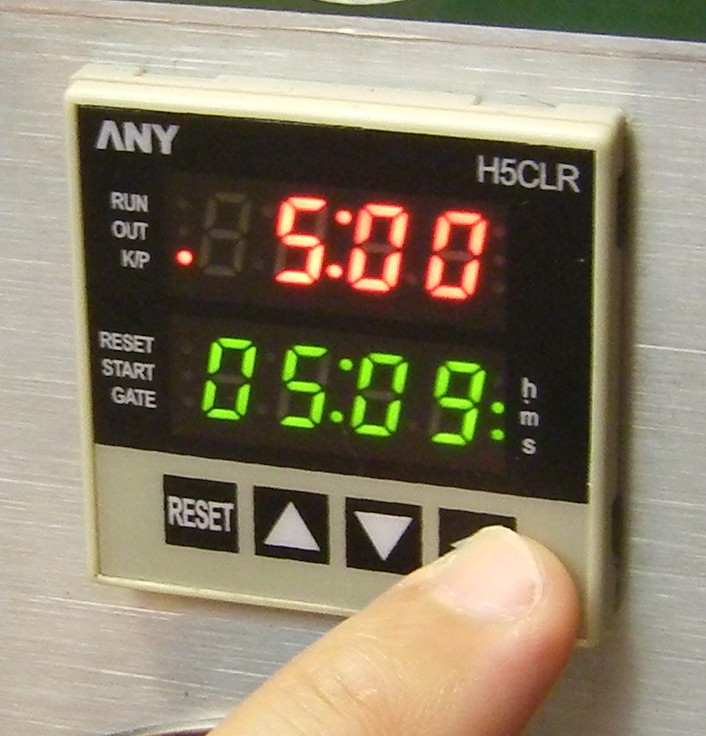 ANY
H5CLR
RUN
OUT
K/P
5:00
RESET
START
GATE
05:09
h
m
s
RESET